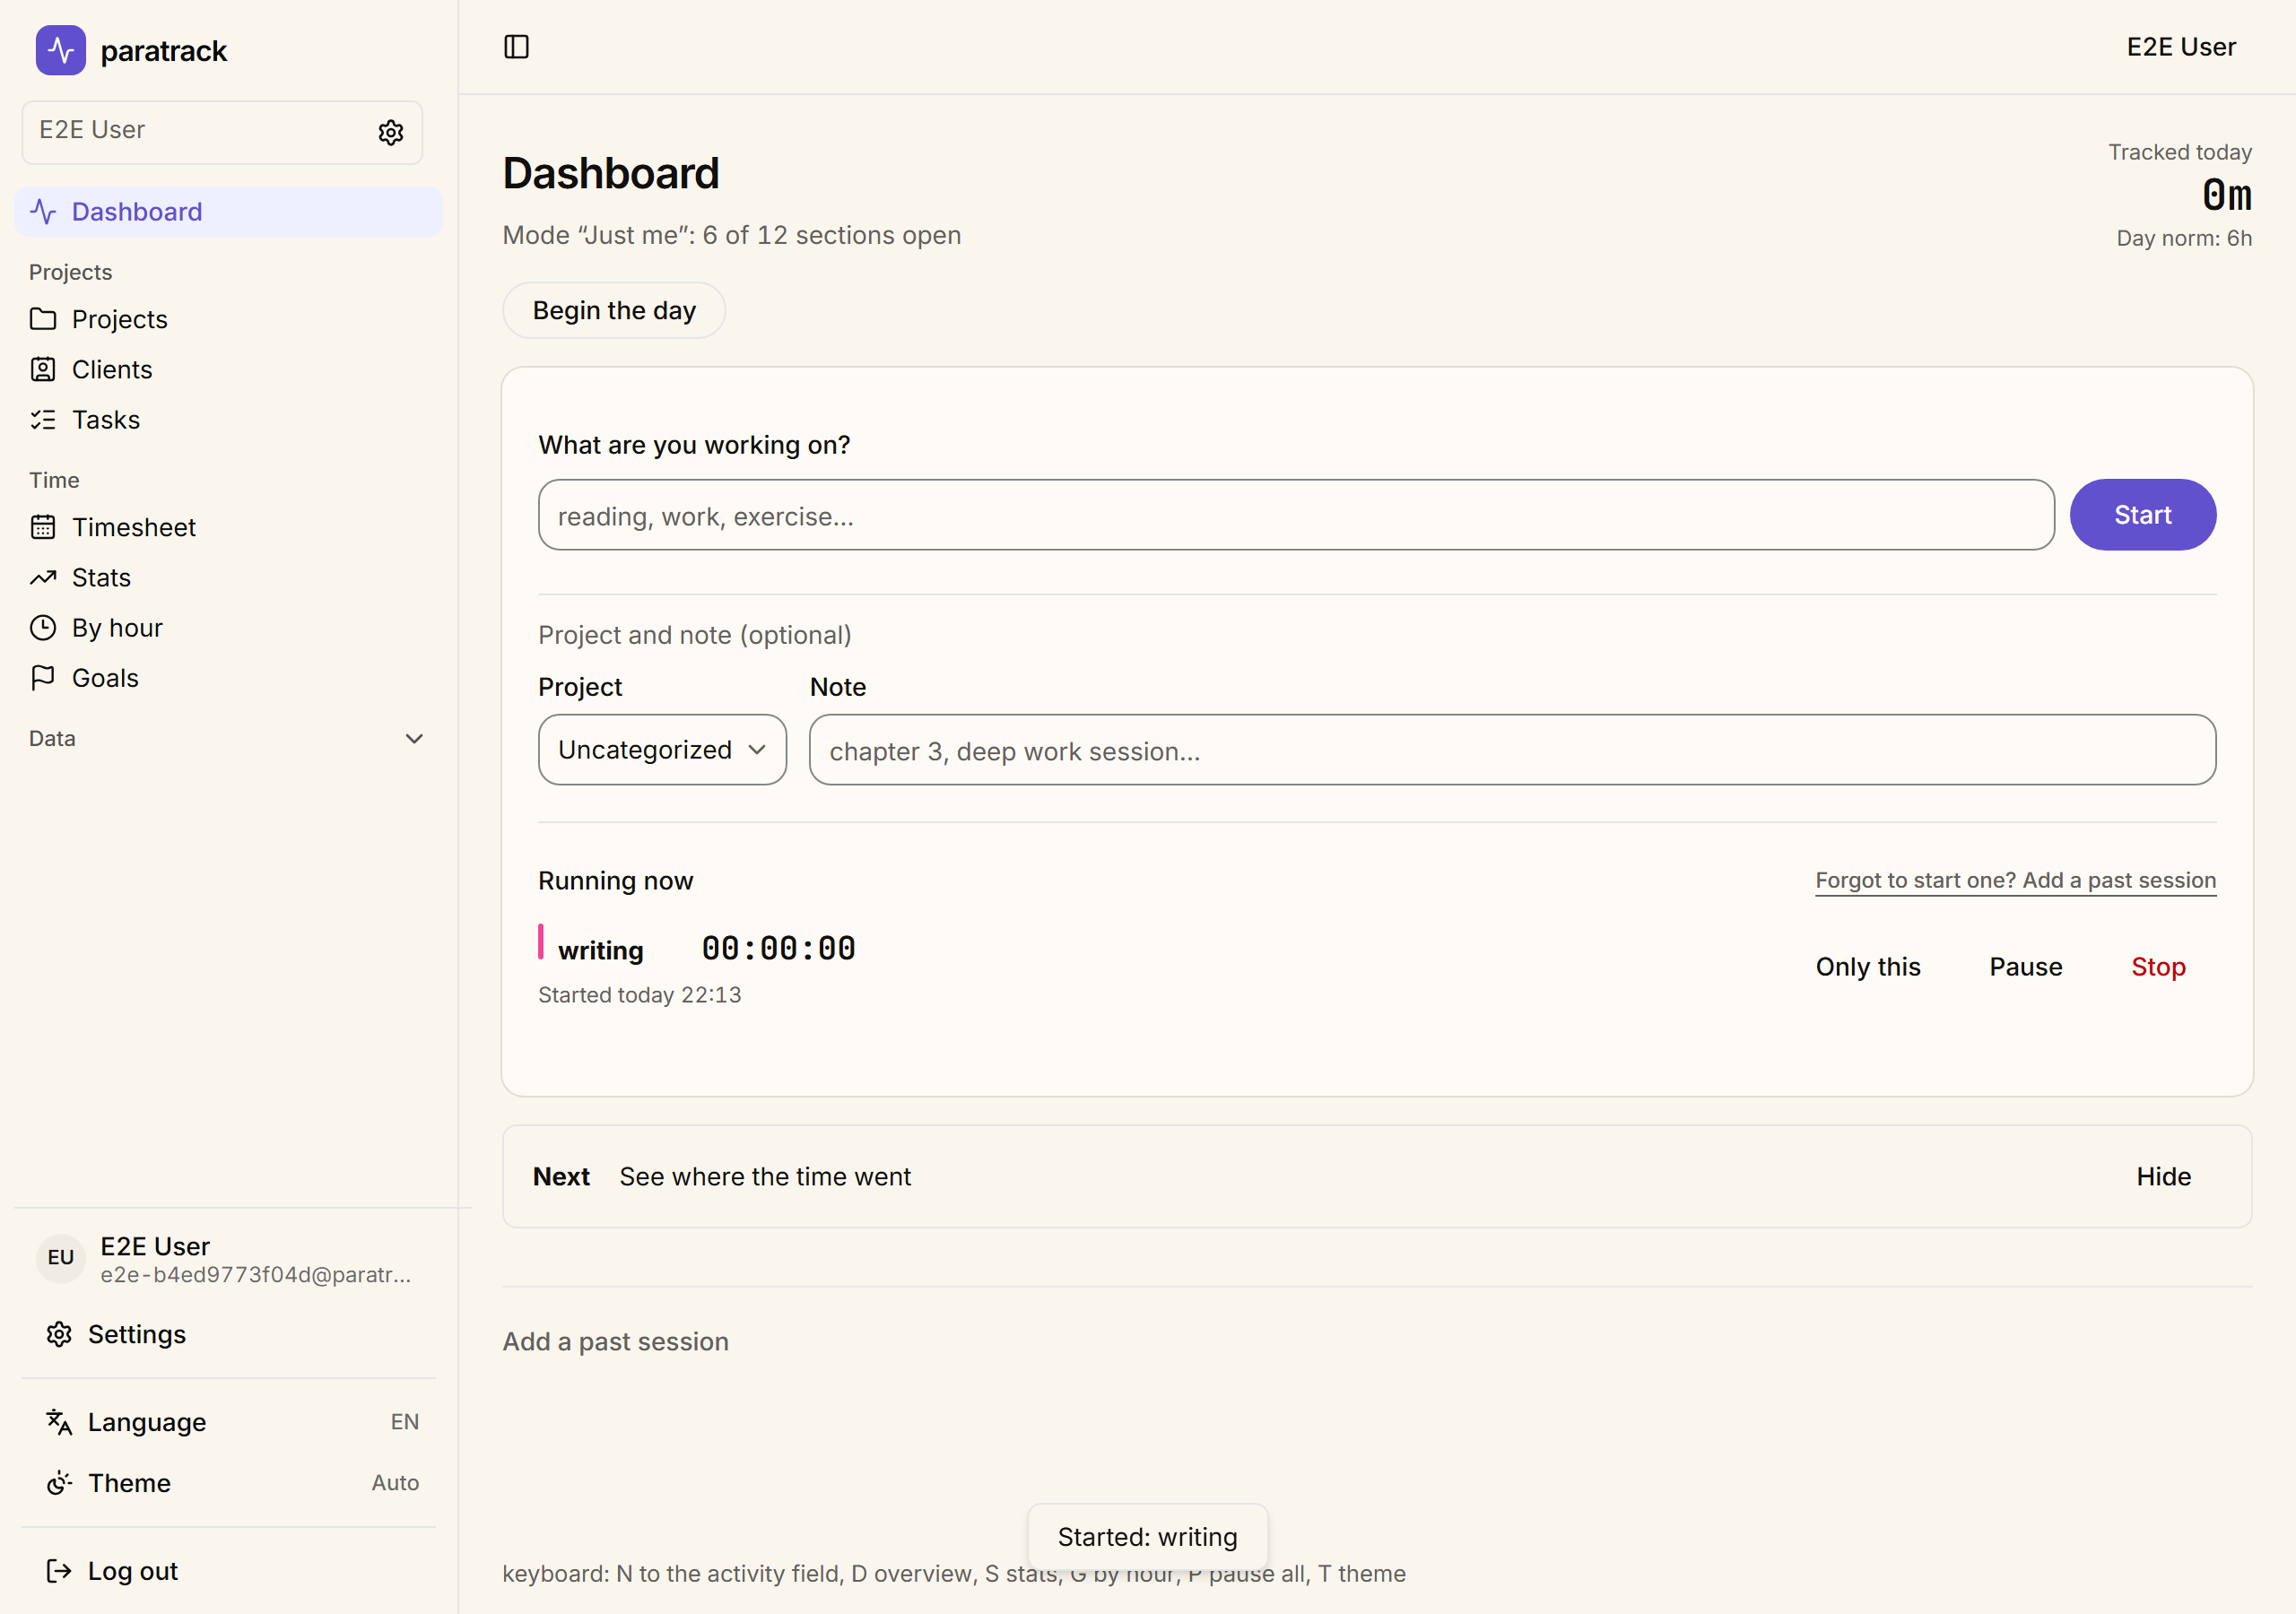 paratrack
E2E User
Dashboard
Projects
Projects
Clients
Tasks
Time
Timesheet
Stats
By hour
Goals
Data
EU
E2E User
e2e-b4ed9773f04d@paratr...
Settings
Language EN
Theme Auto
Log out
E2E User
Dashboard
Mode “Just me”: 6 of 12 sections open
Tracked today
0m
Day norm: 6h
Begin the day
What are you working on?
reading, work, exercise...
Start
Project and note (optional)
Project Note
Uncategorized
chapter 3, deep work session...
Running now
Forgot to start one? Add a past session
writing 00:00:00
Started today 22:13
Only this Pause Stop
Next See where the time went Hide
Add a past session
Started: writing
keyboard: N to the activity field, D overview, S stats, G by hour, P pause all, T theme